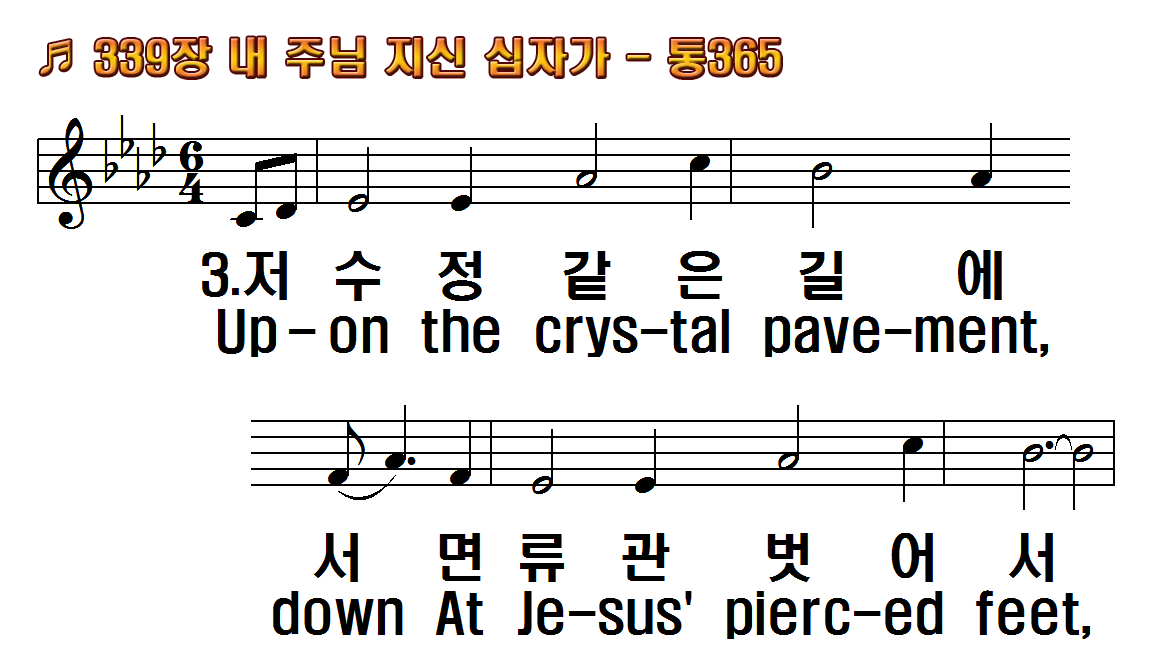 ♬ 339장 내 주님 지신 십자가 - 통365
6
4
3.저 수 정 같 은 길 에
Up-on the crys-tal pave-ment,
서 면 류 관 벗 어 서
down At Je-sus' pierc-ed feet,